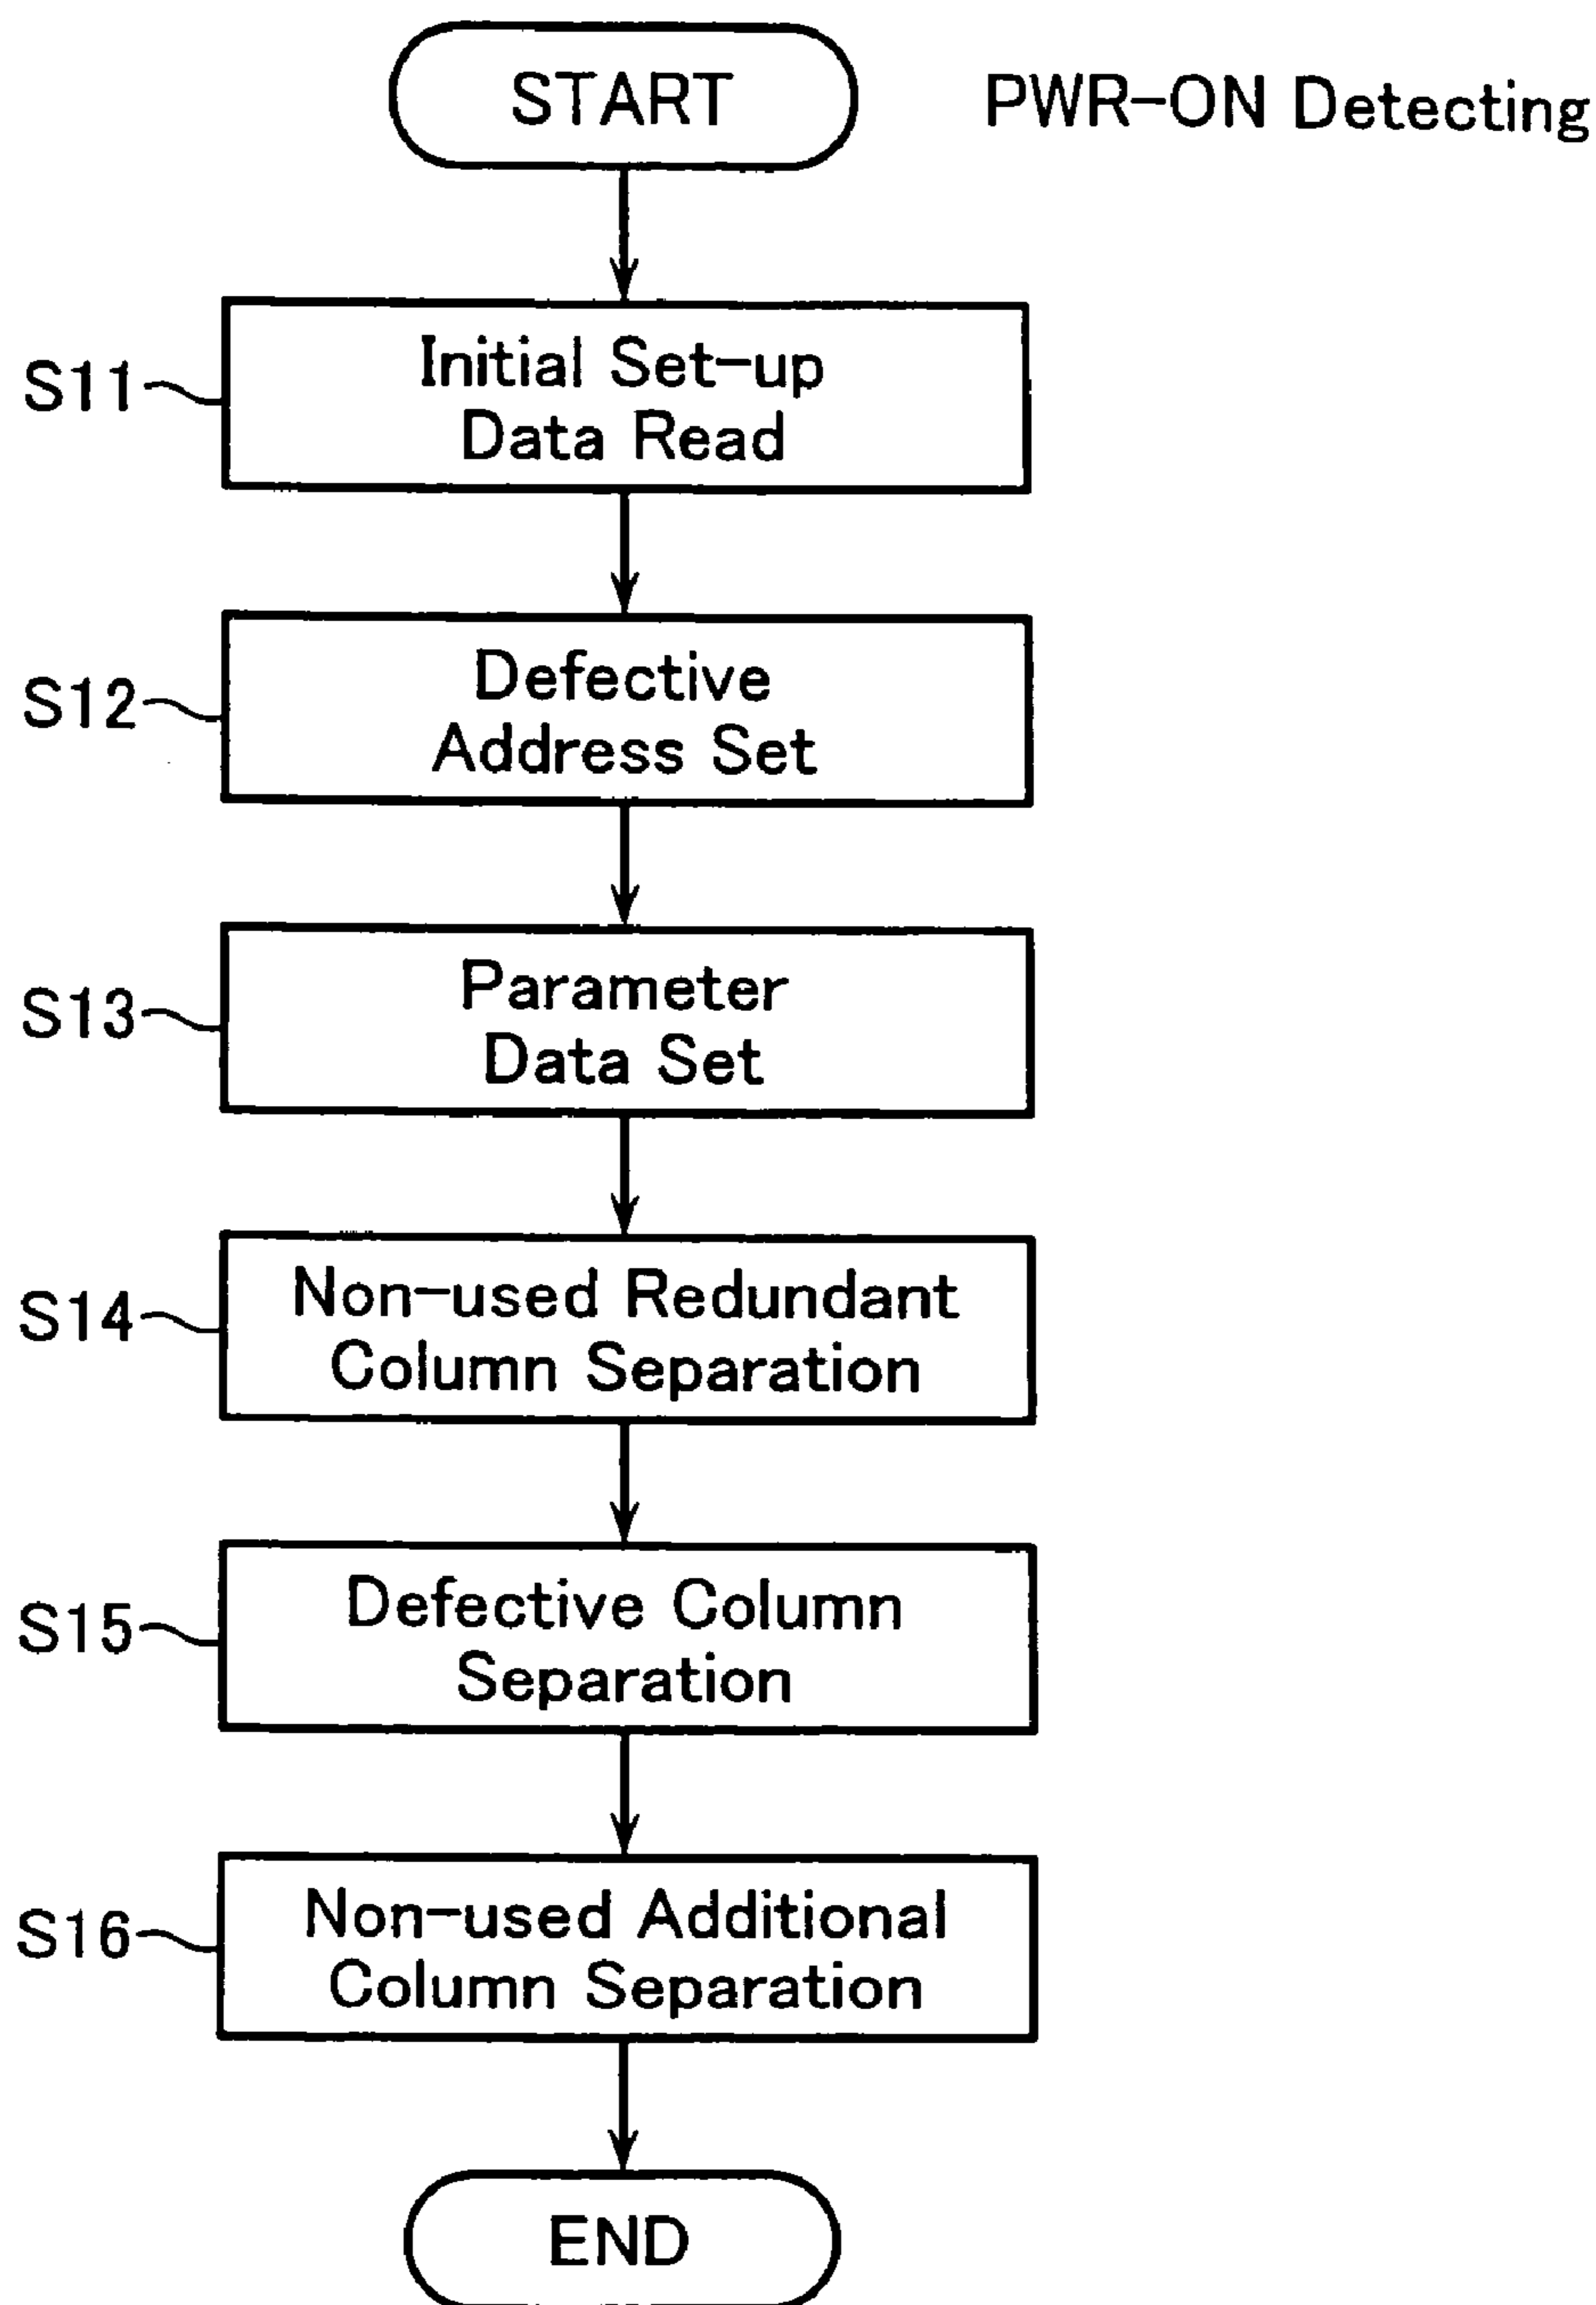 START
PWR-ON Detecting
S11
Initial Set-up
Data Read
S12
Defective
Address Set
S13
Parameter
Data Set
S14
Non-used Redundant
Column Separation
S15
Defective Column
Separation
S16
Non-used Additional
Column Separation
END